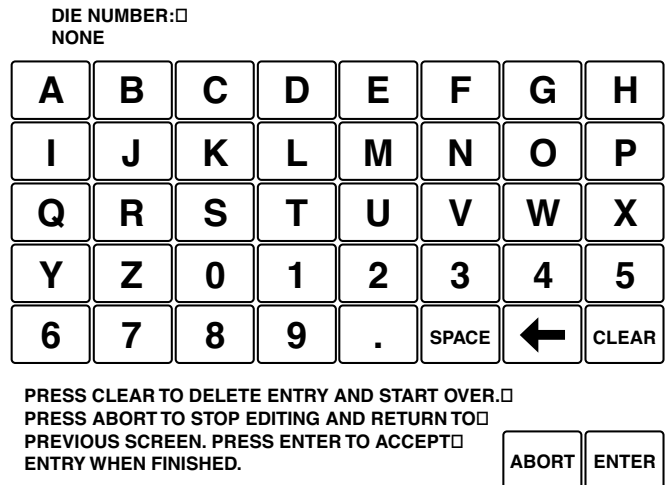 DIE NUMBER:□
NONE
A B C D E F G H
I J K L M N O P
Q R S T U V W X
Y Z 0 1 2 3 4 5
6 7 8 9 . SPACE ← CLEAR
PRESS CLEAR TO DELETE ENTRY AND START OVER.□
PRESS ABORT TO STOP EDITING AND RETURN TO□
PREVIOUS SCREEN. PRESS ENTER TO ACCEPT□
ENTRY WHEN FINISHED.
ABORT ENTER